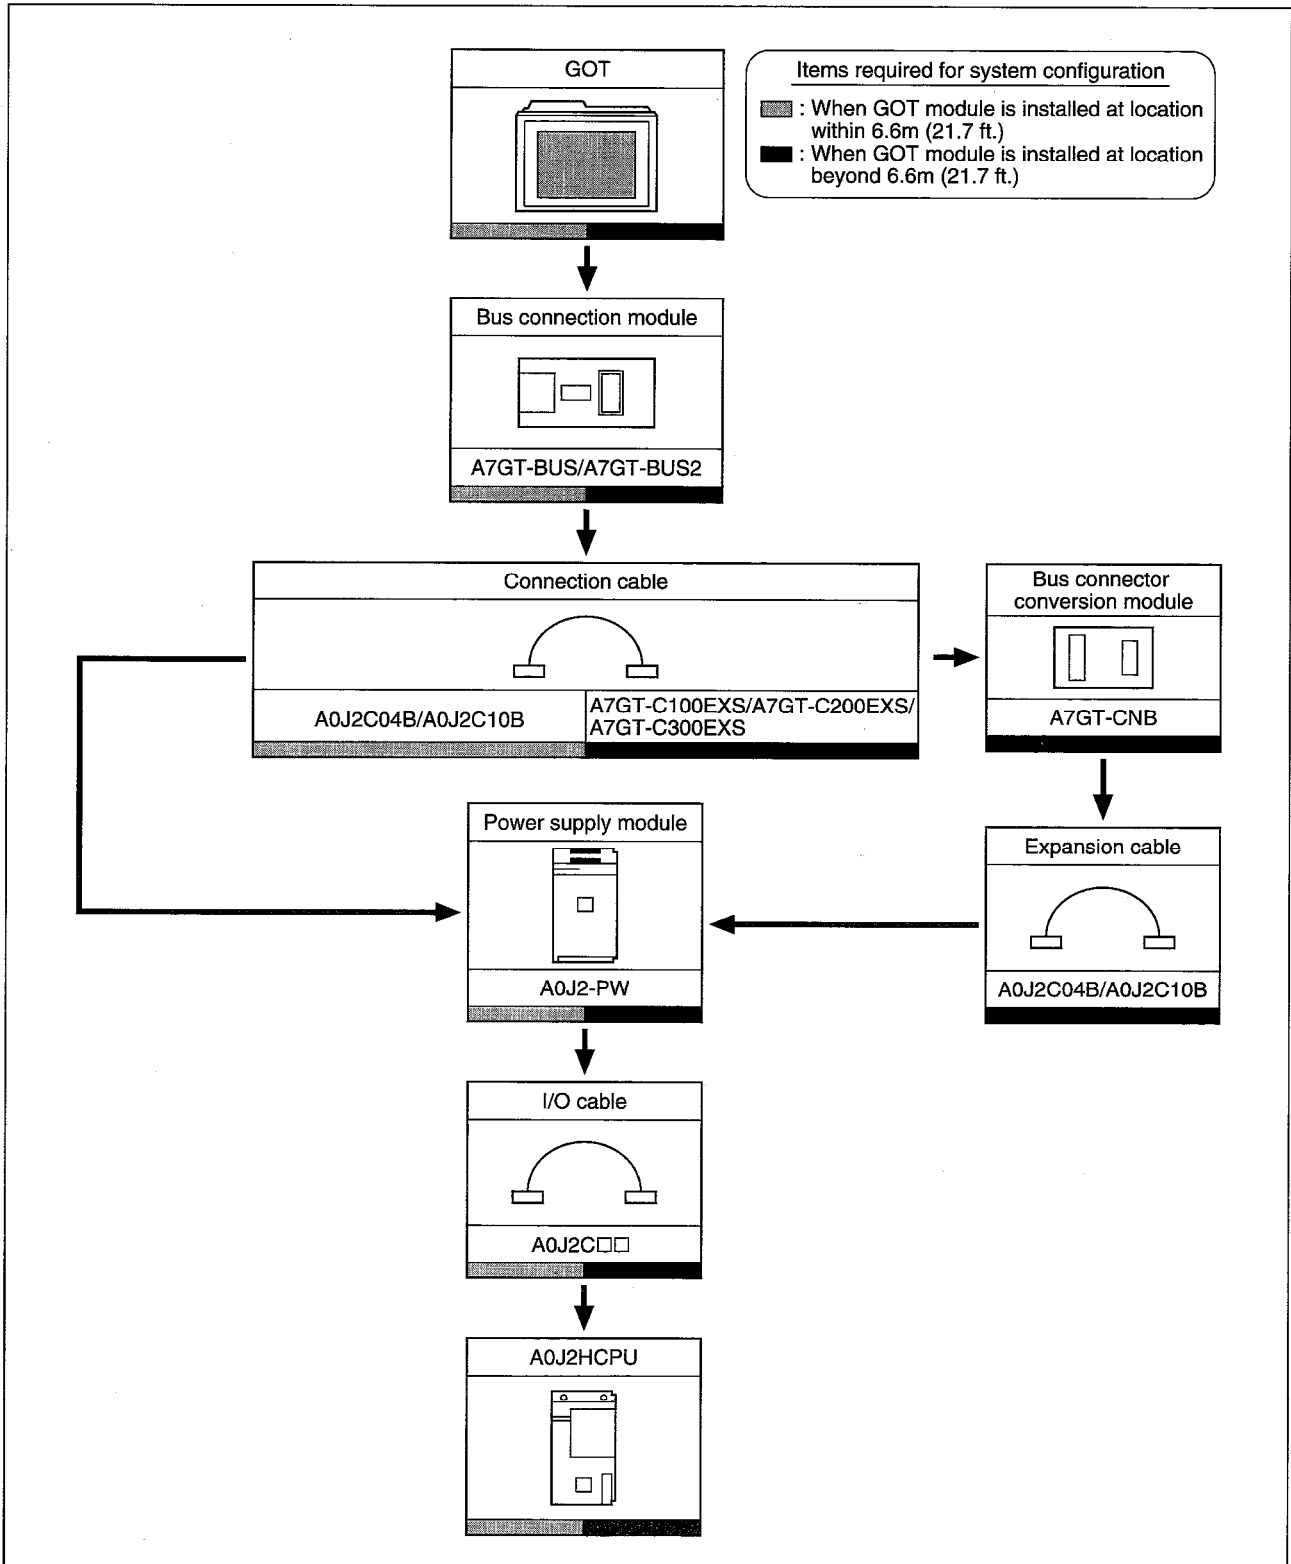 GOT
Items required for system configuration
: When GOT module is installed at location
within 6.6m (21.7 ft.)
: When GOT module is installed at location
beyond 6.6m (21.7 ft.)
Bus connection module
A7GT-BUS/A7GT-BUS2
Connection cable
A0J2C04B/A0J2C10B
A7GT-C100EXS/A7GT-C200EXS/
A7GT-C300EXS
Bus connector
conversion module
A7GT-CNB
Power supply module
A0J2-PW
Expansion cable
A0J2C04B/A0J2C10B
I/O cable
A0J2C□□
A0J2HCPU